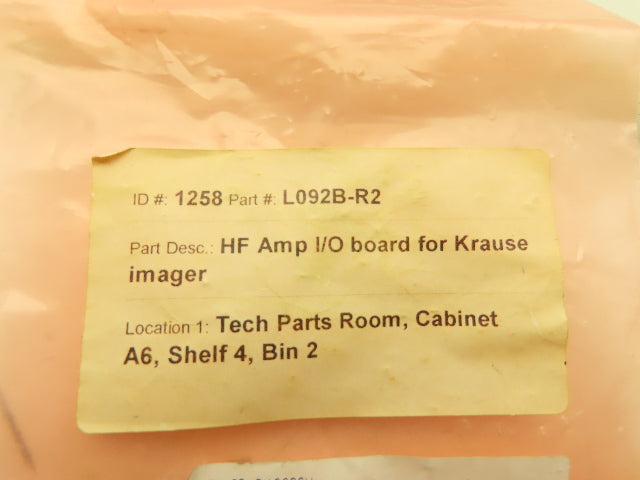 ID #: 1258 Part #: L092B-R2
Part Desc.: HF Amp I/O board for Krause
imager
Location 1: Tech Parts Room, Cabinet
A6, Shelf 4, Bin 2